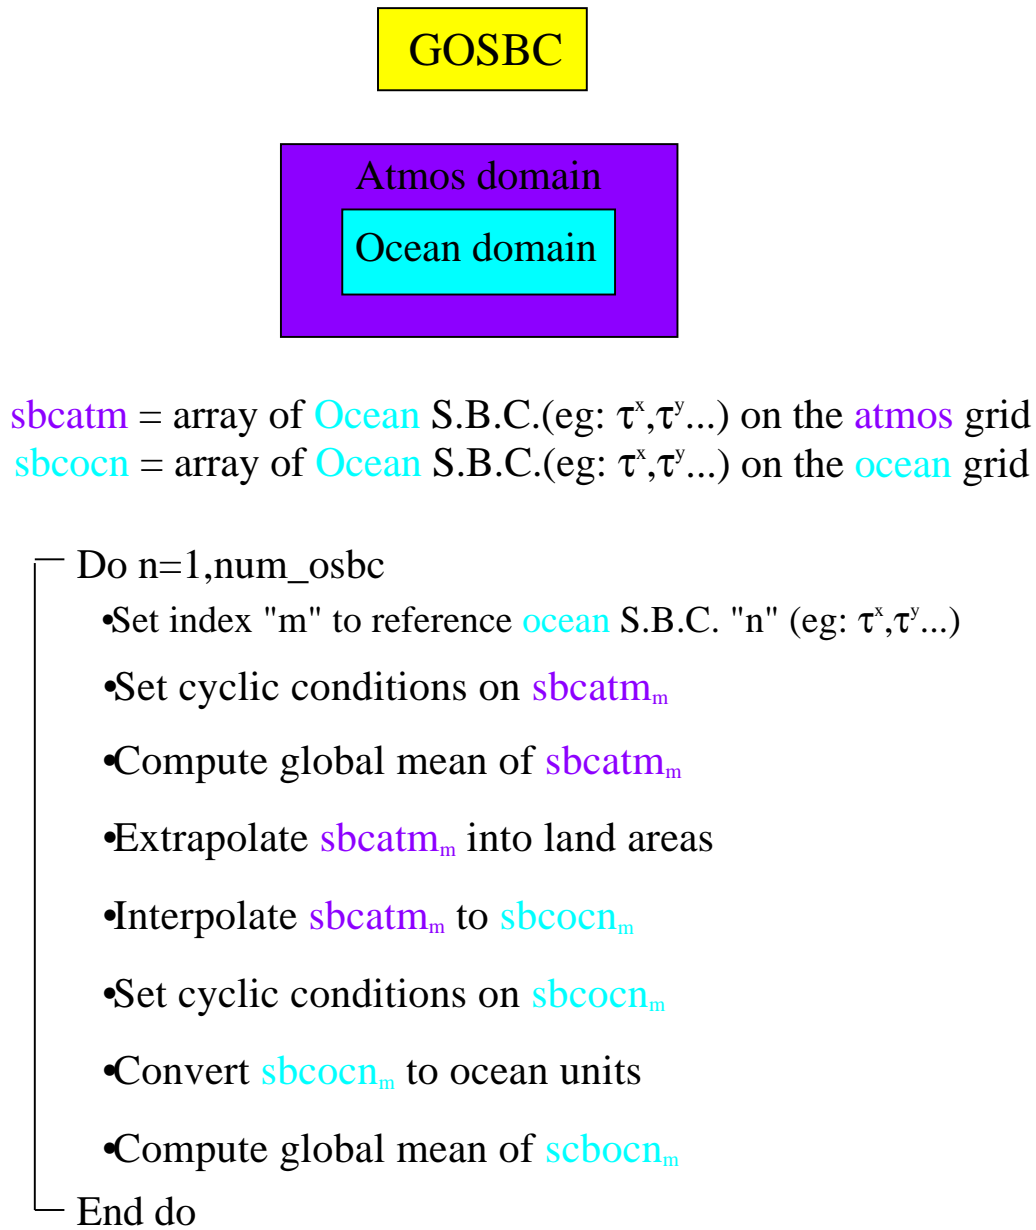 GOSBC
Atmos domain
Ocean domain
sbcatm = array of Ocean S.B.C.(eg: τˣ,τʸ...) on the atmos grid
sbcocn = array of Ocean S.B.C.(eg: τˣ,τʸ...) on the ocean grid
Do n=1,num_osbc
•Set index "m" to reference ocean S.B.C. "n" (eg: τˣ,τʸ...)
•Set cyclic conditions on sbcatmₘ
•Compute global mean of sbcatmₘ
•Extrapolate sbcatmₘ into land areas
•Interpolate sbcatmₘ to sbcocnₘ
•Set cyclic conditions on sbcocnₘ
•Convert sbcocnₘ to ocean units
•Compute global mean of scbocnₘ
End do